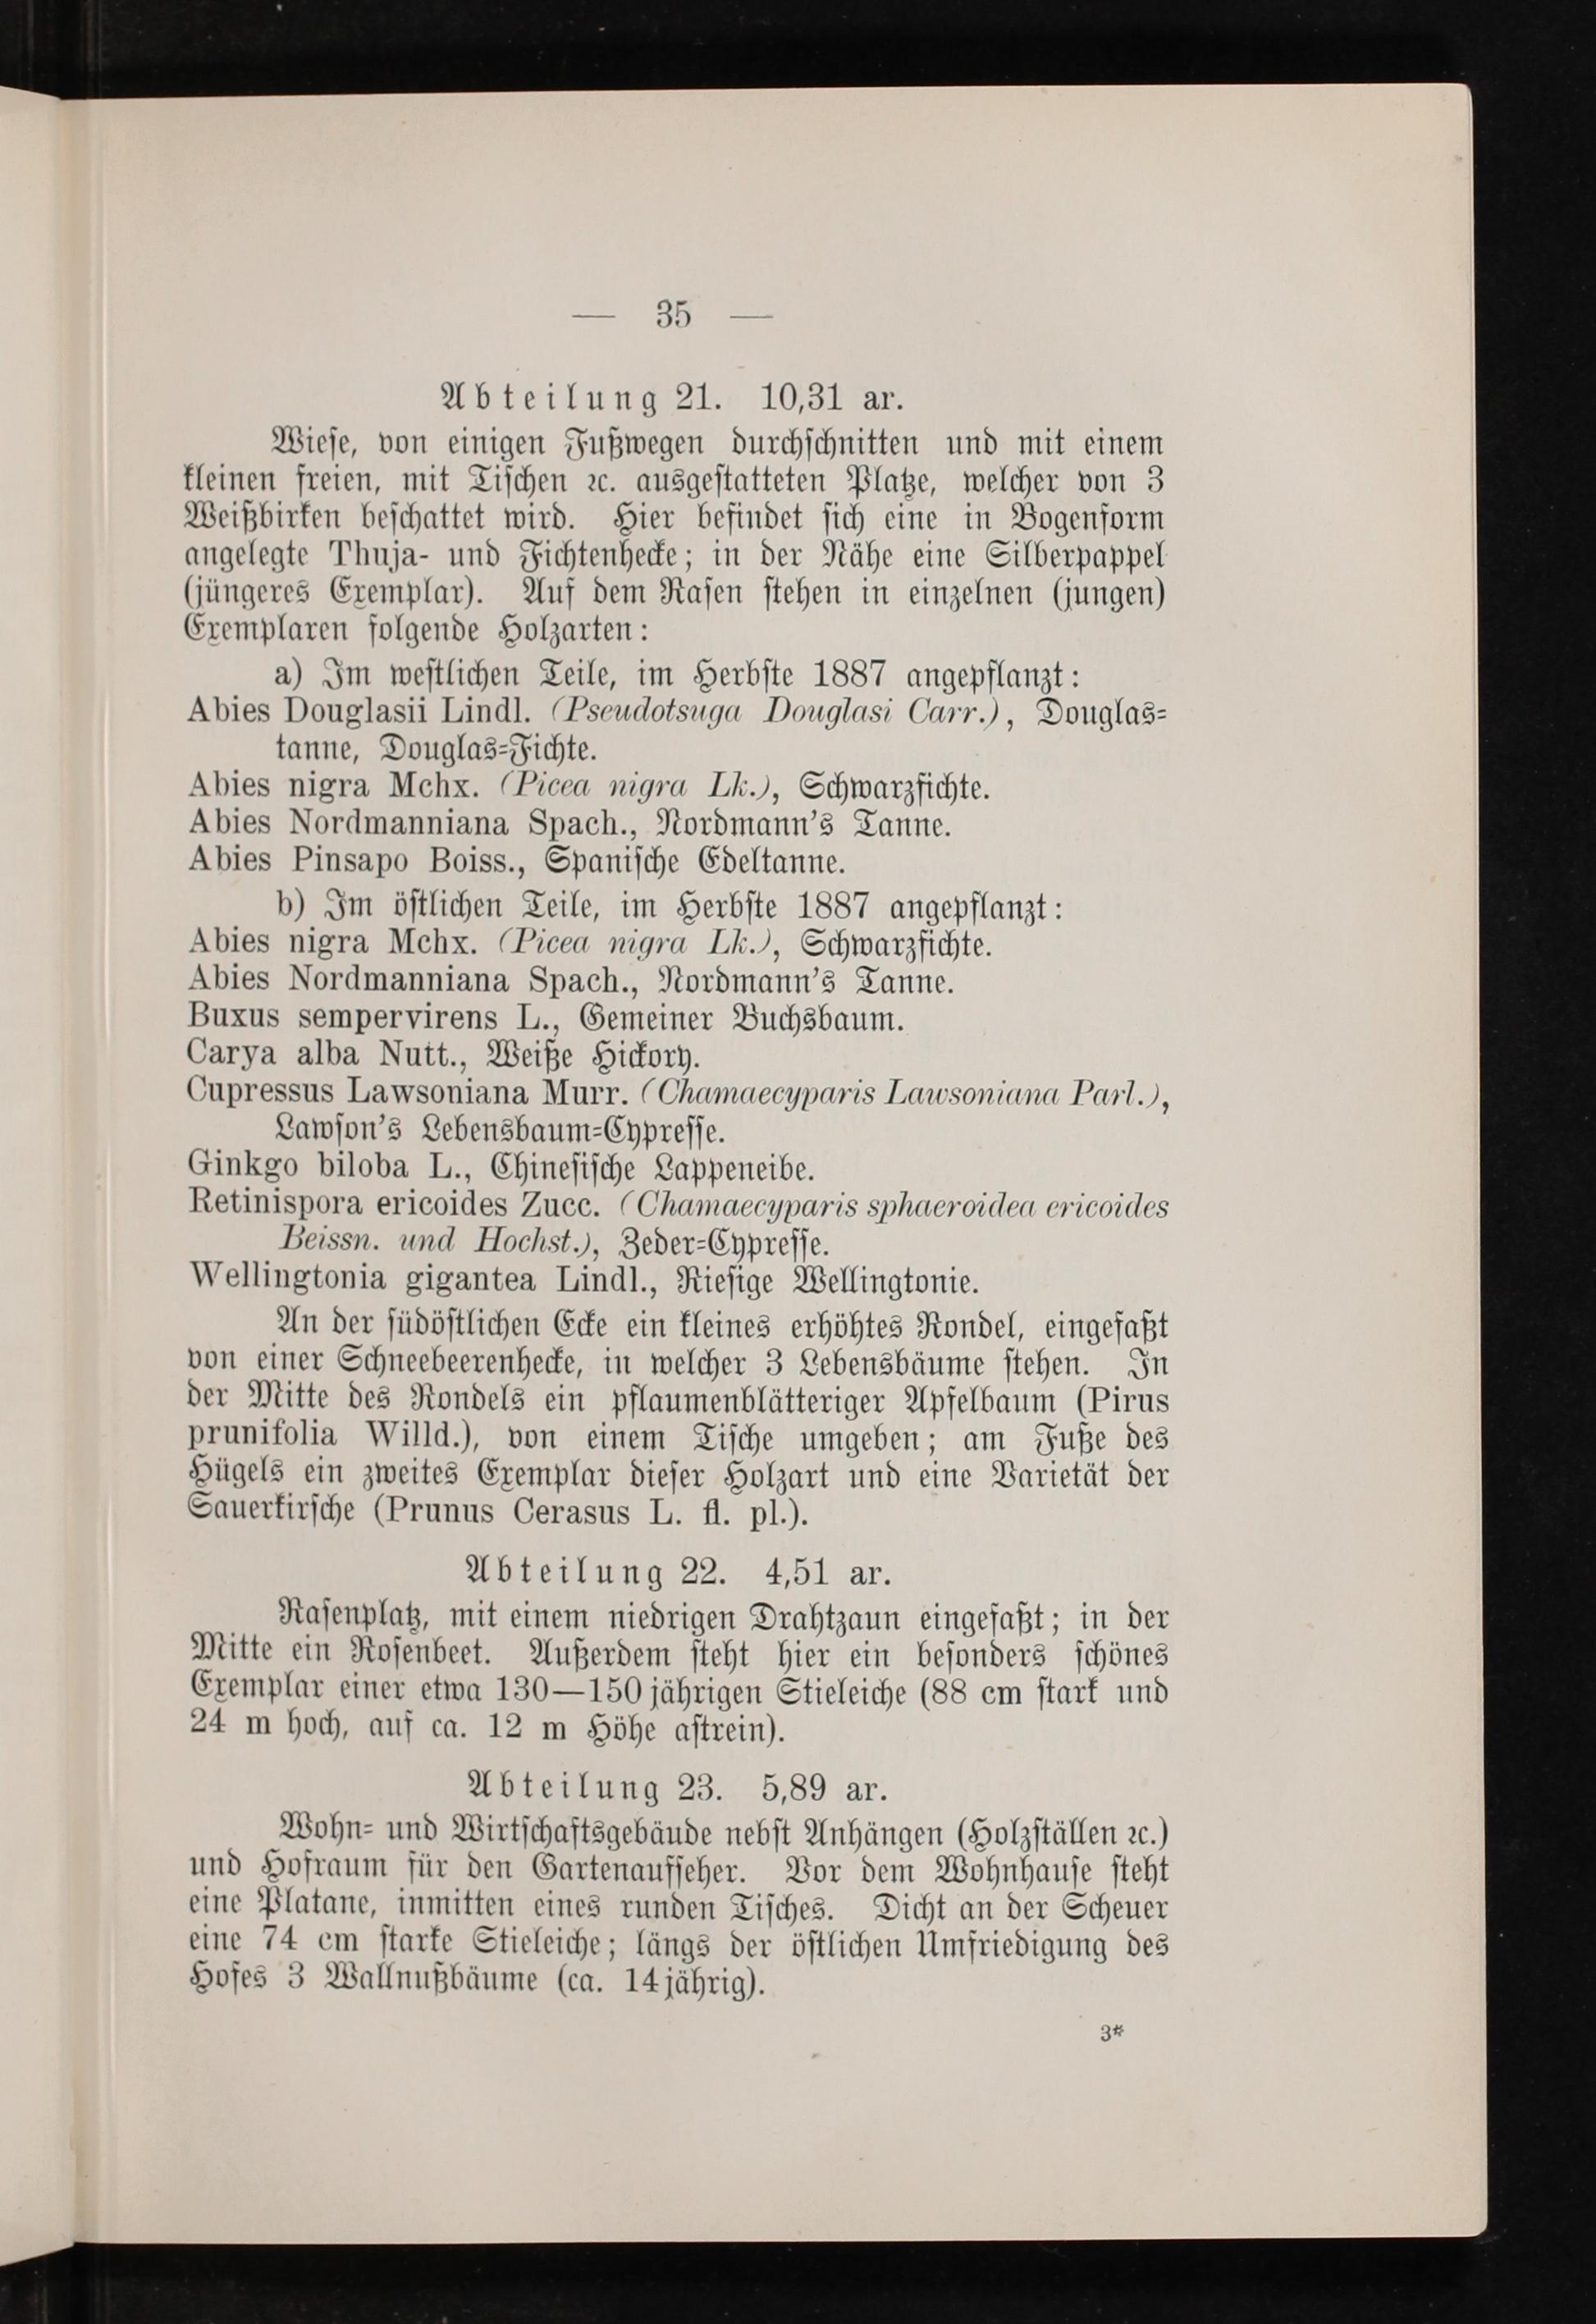 — 35 —
Abteilung 21. 10,31 ar.
Wiese, von einigen Fußwegen durchschnitten und mit einem
kleinen freien, mit Tischen ꝛc. ausgestatteten Platze, welcher von 3
Weißbirken beschattet wird. Hier befindet sich eine in Bogenform
angelegte Thuja- und Fichtenhecke; in der Nähe eine Silberpappel
(jüngeres Exemplar). Auf dem Rasen stehen in einzelnen (jungen)
Exemplaren folgende Holzarten:
a) Im westlichen Teile, im Herbste 1887 angepflanzt:
Abies Douglasii Lindl. (Pseudotsuga Douglasi Carr.), Douglas-
tanne, Douglas-Fichte.
Abies nigra Mchx. (Picea nigra Lk.), Schwarzfichte.
Abies Nordmanniana Spach., Nordmann's Tanne.
Abies Pinsapo Boiss., Spanische Edeltanne.
b) Im östlichen Teile, im Herbste 1887 angepflanzt:
Abies nigra Mchx. (Picea nigra Lk.), Schwarzfichte.
Abies Nordmanniana Spach., Nordmann's Tanne.
Buxus sempervirens L., Gemeiner Buchsbaum.
Carya alba Nutt., Weiße Hickory.
Cupressus Lawsoniana Murr. (Chamaecyparis Lawsoniana Parl.),
Lawson's Lebensbaum-Cypresse.
Ginkgo biloba L., Chinesische Lappeneibe.
Retinispora ericoides Zucc. (Chamaecyparis sphaeroidea ericoides
Beissn. und Hochst.), Zeder-Cypresse.
Wellingtonia gigantea Lindl., Riesige Wellingtonie.
An der südöstlichen Ecke ein kleines erhöhtes Rondel, eingefaßt
von einer Schneebeerenhecke, in welcher 3 Lebensbäume stehen. In
der Mitte des Rondels ein pflaumenblätteriger Apfelbaum (Pirus
prunifolia Willd.), von einem Tische umgeben; am Fuße des
Hügels ein zweites Exemplar dieser Holzart und eine Varietät der
Sauerkirsche (Prunus Cerasus L. fl. pl.).
Abteilung 22. 4,51 ar.
Rasenplatz, mit einem niedrigen Drahtzaun eingefaßt; in der
Mitte ein Rosenbeet. Außerdem steht hier ein besonders schönes
Exemplar einer etwa 130—150jährigen Stieleiche (88 cm stark und
24 m hoch, auf ca. 12 m Höhe astrein).
Abteilung 23. 5,89 ar.
Wohn- und Wirtschaftsgebäude nebst Anhängen (Holzställen ꝛc.)
und Hofraum für den Gartenaufseher. Vor dem Wohnhause steht
eine Platane, inmitten eines runden Tisches. Dicht an der Scheuer
eine 74 cm starke Stieleiche; längs der östlichen Umfriedigung des
Hofes 3 Wallnußbäume (ca. 14jährig).
3*